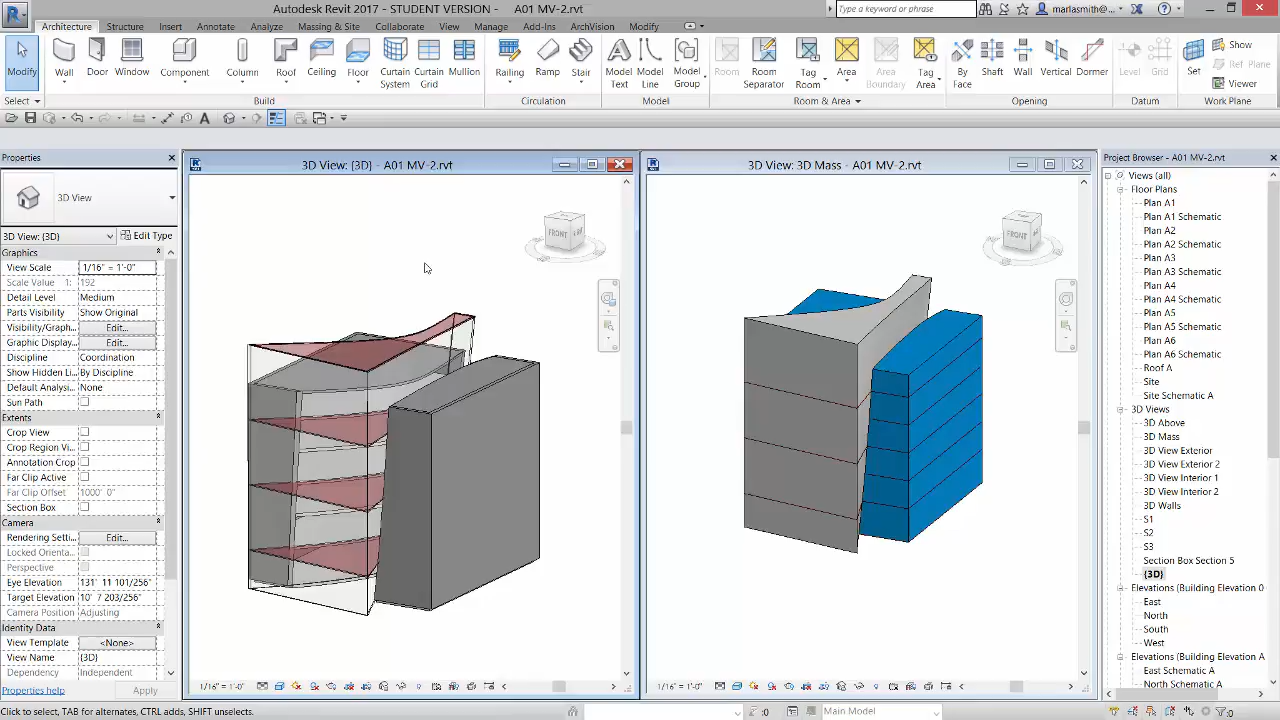 Autodesk Revit 2017 - STUDENT VERSION - A01 MV-2.rvt
Type a keyword or phrase
marlasmith@...
Architecture Structure Insert Annotate Analyze Massing & Site Collaborate View Manage Add-Ins ArchVision Modify
Modify Wall Door Window Component Column Roof Ceiling Floor Curtain System Curtain Grid Mullion Railing Ramp Stair Model Text Model Line Model Group Room Room Separator Tag Room Area Area Boundary Tag Area By Face Shaft Wall Vertical Dormer Level Grid Set Show Ref Plane Viewer
Select Build Circulation Model Room & Area Opening Datum Work Plane
Properties
3D View
3D View: {3D} Edit Type
Graphics
View Scale 1/16" = 1'-0"
Scale Value 1: 192
Detail Level Medium
Parts Visibility Show Original
Visibility/Graph... Edit...
Graphic Display... Edit...
Discipline Coordination
Show Hidden Li... By Discipline
Default Analysi... None
Sun Path
Extents
Crop View
Crop Region Vi...
Annotation Crop
Far Clip Active
Far Clip Offset 1000' 0"
Section Box
Camera
Rendering Setti... Edit...
Locked Orienta...
Perspective
Eye Elevation 131' 11 101/256"
Target Elevation 10' 7 203/256"
Camera Position Adjusting
Identity Data
View Template <None>
View Name {3D}
Dependency Independent
Properties help Apply
3D View: {3D} - A01 MV-2.rvt
FRONT
1/16" = 1'-0"
3D View: 3D Mass - A01 MV-2.rvt
FRONT
1/16" = 1'-0"
Project Browser - A01 MV-2.rvt
Views (all)
Floor Plans
Plan A1
Plan A1 Schematic
Plan A2
Plan A2 Schematic
Plan A3
Plan A3 Schematic
Plan A4
Plan A4 Schematic
Plan A5
Plan A5 Schematic
Plan A6
Plan A6 Schematic
Roof A
Site
Site Schematic A
3D Views
3D Above
3D Mass
3D View Exterior
3D View Exterior 2
3D View Interior 1
3D View Interior 2
3D Walls
S1
S2
S3
Section Box Section 5
{3D}
Elevations (Building Elevation 0
East
North
South
West
Elevations (Building Elevation A
East Schematic A
North Schematic A
Click to select, TAB for alternates, CTRL adds, SHIFT unselects.
:0
Main Model
:0